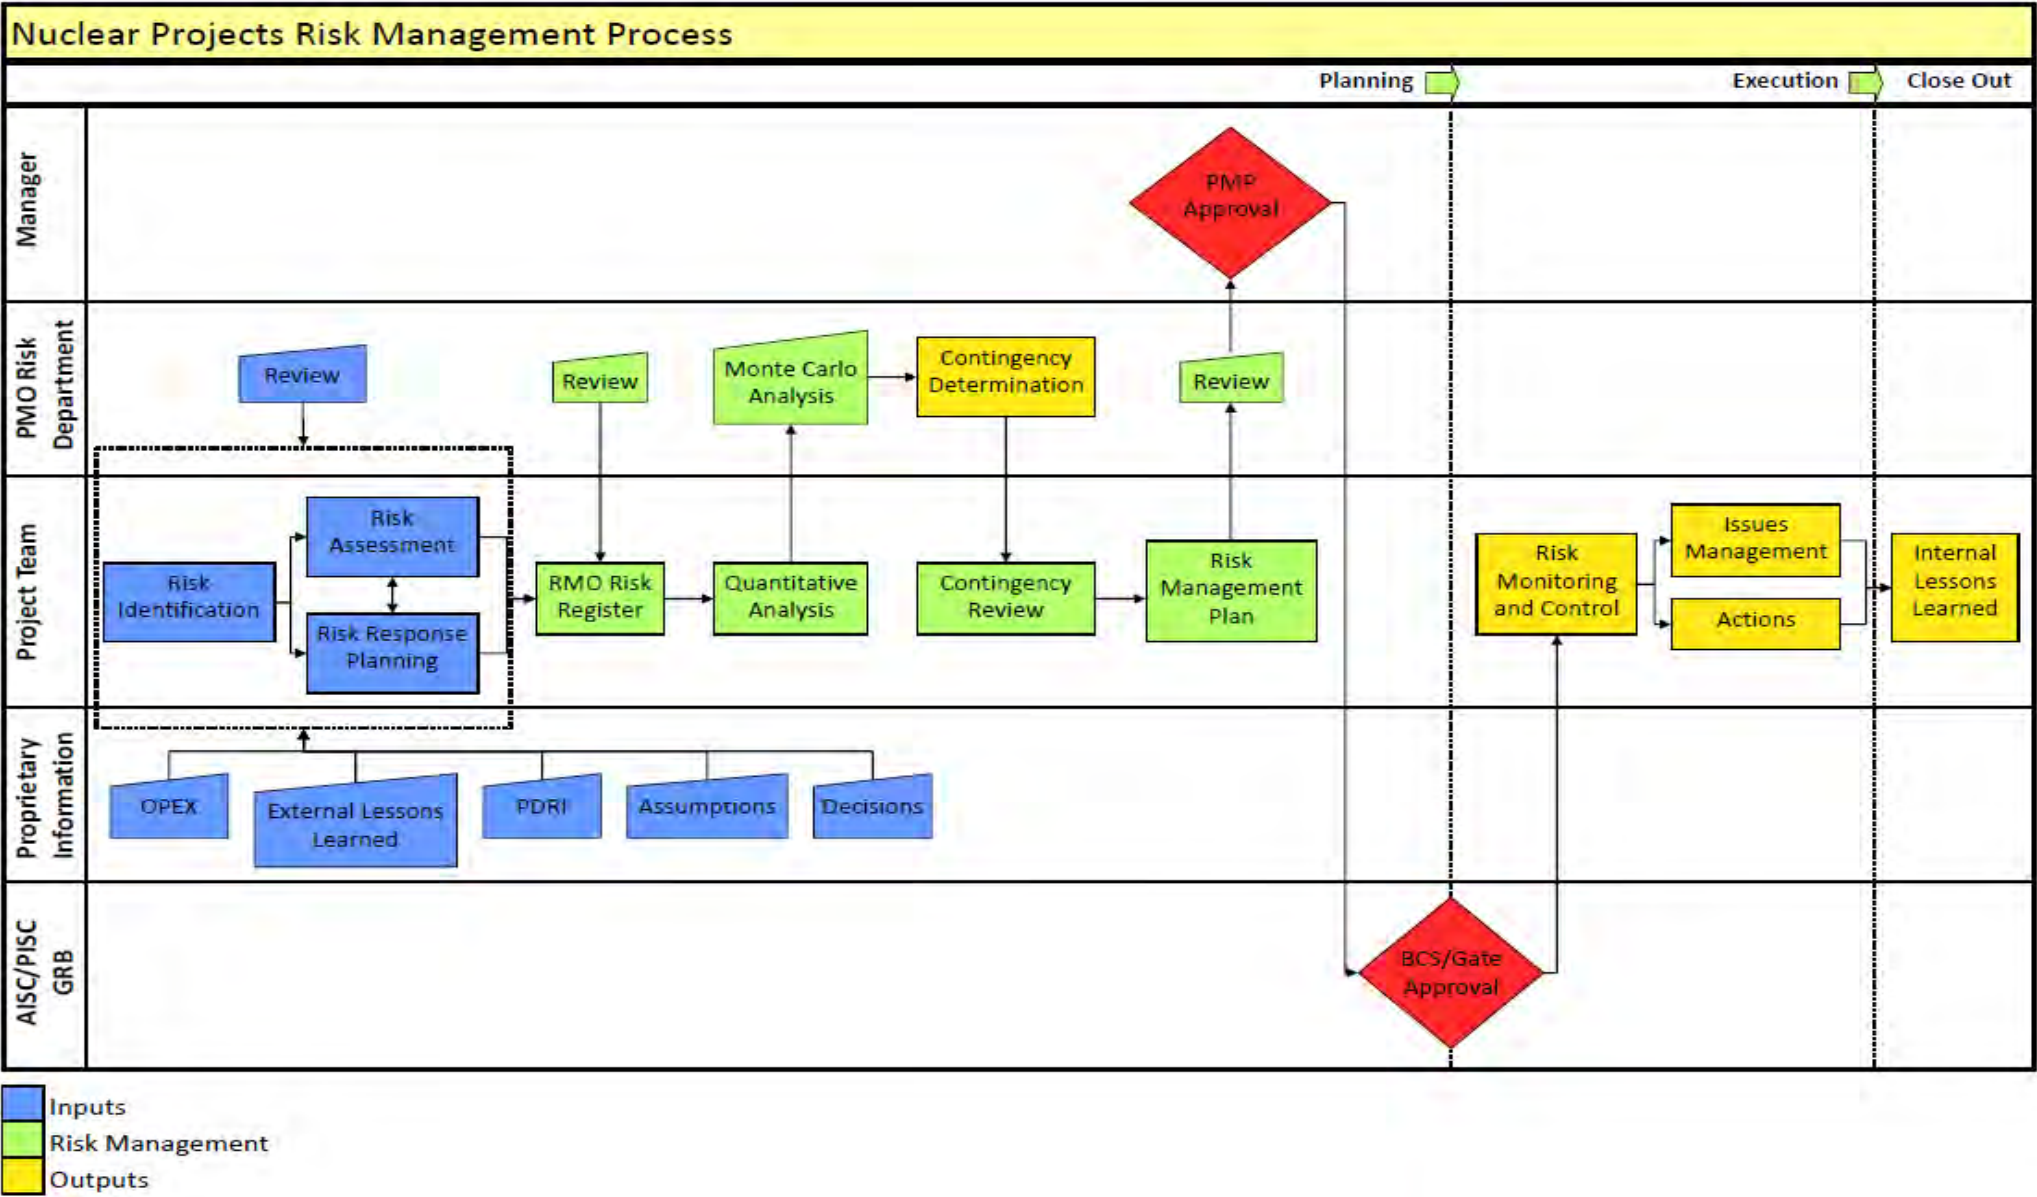 Nuclear Projects Risk Management Process
Planning
Execution
Close Out
Manager
PMP
Approval
PMO Risk
Department
Review
Review
Monte Carlo
Analysis
Contingency
Determination
Review
Project Team
Risk
Identification
Risk
Assessment
Risk Response
Planning
RMO Risk
Register
Quantitative
Analysis
Contingency
Review
Risk
Management
Plan
Risk
Monitoring
and Control
Issues
Management
Actions
Internal
Lessons
Learned
Proprietary
Information
OPEX
External Lessons
Learned
PDRI
Assumptions
Decisions
AISC/PISC
GRB
BCS/Gate
Approval
Inputs
Risk Management
Outputs